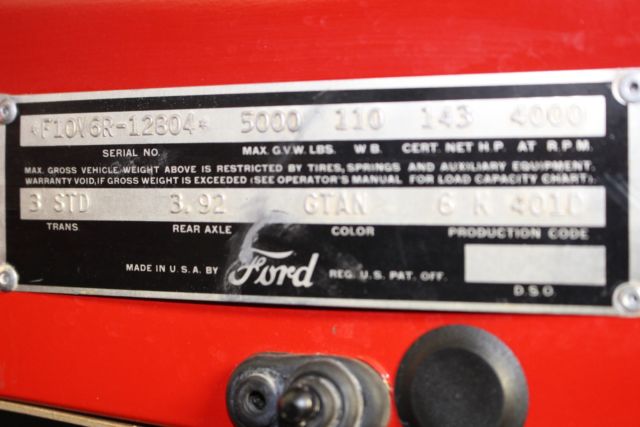 *F10V6R-12804* 5000 110 143 4000
SERIAL NO. MAX. G.V.W. LBS. W B. CERT. NET H.P. AT R.P.M.
MAX. GROSS VEHICLE WEIGHT ABOVE IS RESTRICTED BY TIRES, SPRINGS AND AUXILIARY EQUIPMENT.
WARRANTY VOID, IF GROSS WEIGHT IS EXCEEDED (SEE OPERATOR'S MANUAL FOR LOAD CAPACITY CHART).
3 STD 3.92 GTAN 6 K 401C
TRANS. REAR AXLE COLOR PRODUCTION CODE
MADE IN U.S.A. BY Ford REG. U.S. PAT. OFF.
D.S.O.